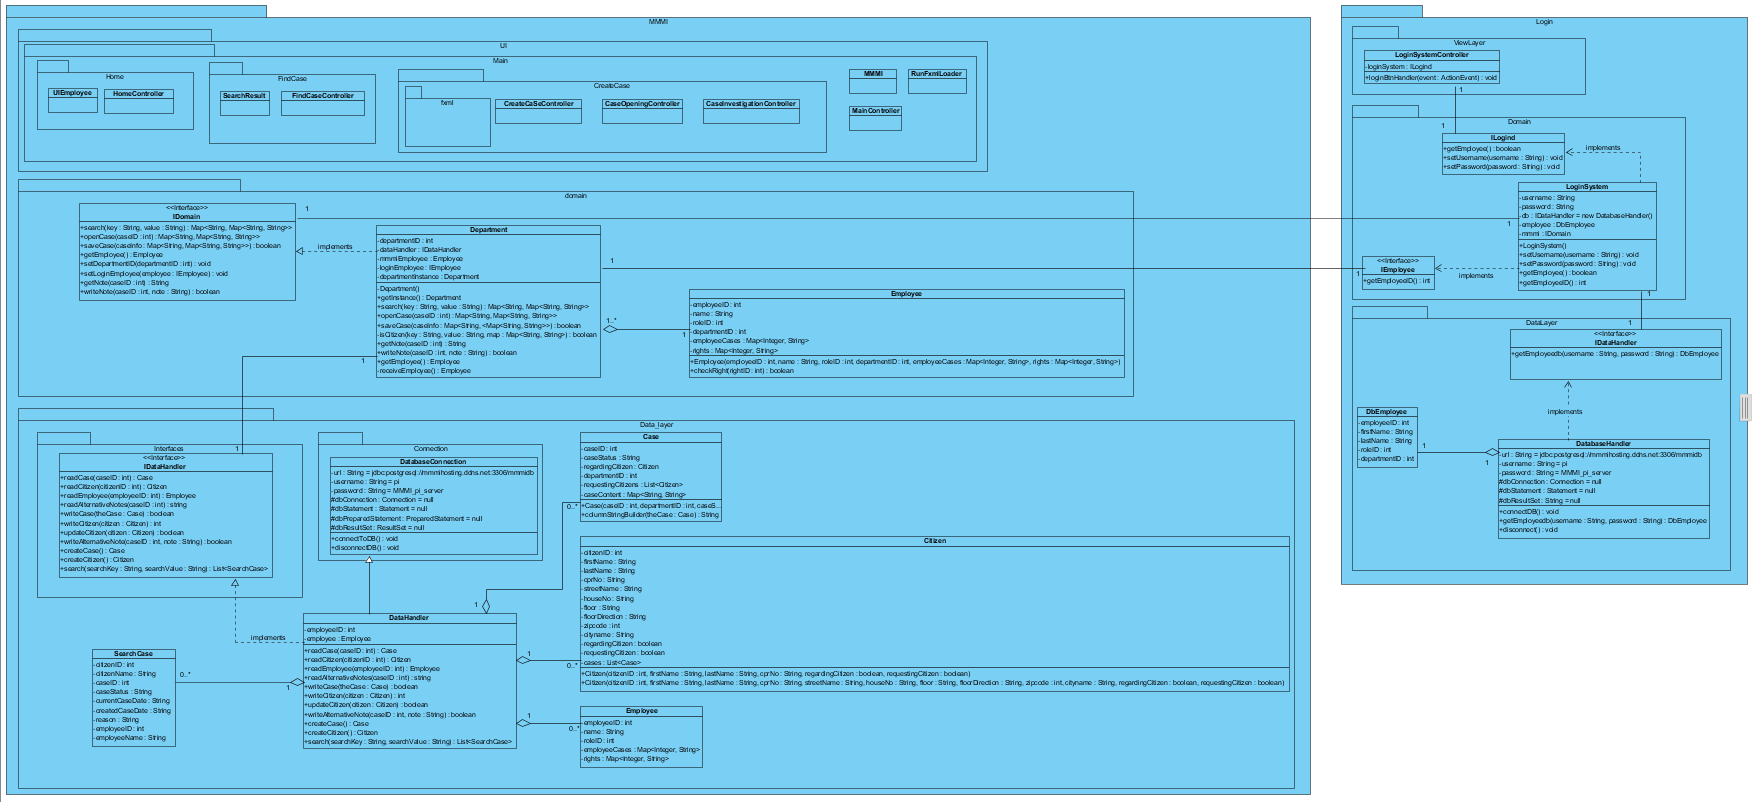 MMMI
UI
Main
Home
UIEmployee
HomeController
FindCase
SearchResult
FindCaseController
CreateCase
fxml
CreateCaSeController
CaseOpeningController
CaseInvestigationController
MMMI
RunFxmlLoader
MainController
domain
<<Interface>>
IDomain
+search(key : String, value : String) : Map<String, Map<String, String>>
+openCase(caseID : int) : Map<String, Map<String, String>>
+saveCase(caseInfo : Map<String, Map<String, String>>) : boolean
+getEmployee() : Employee
+setDepartmentID(departmentID : int) : void
+setLoginEmployee(employee : IEmployee) : void
+getNote(caseID : int) : String
+writeNote(caseID : int, note : String) : boolean
1
implements
Department
-departmentID : int
-dataHandler : IDataHandler
-mmmiEmployee : Employee
-loginEmployee : IEmployee
-departmentInstance : Department
-Department()
+getInstance() : Department
+search(key : String, value : String) : Map<String, Map<String, String>>
+openCase(caseID : int) : Map<String, Map<String, String>>
+saveCase(caseInfo : Map<String, <Map<String, String>>) : boolean
-isCitizen(key : String, value : String, map : Map<String, String>) : boolean
+getNote(caseID : int) : String
+writeNote(caseID : int, note : String) : boolean
+getEmployee() : Employee
-receiveEmployee() : Employee
1
1
1..*
1
Employee
-employeeID : int
-name : String
-roleID : int
-departmentID : int
-employeeCases : Map<Integer, String>
-rights : Map<Integer, String>
+Employee(employeeID : int, name : String, roleID : int, departmentID : int, employeeCases : Map<Integer, String>, rights : Map<Integer, String>)
+checkRight(rightID : int) : boolean
Data_layer
Interfaces
1
<<Interface>>
IDataHandler
+readCase(caseID : int) : Case
+readCitizen(citizenID : int) : Citizen
+readEmployee(employeeID : int) : Employee
+readAlternativeNotes(caseID : int) : string
+writeCase(theCase : Case) : boolean
+writeCitizen(citizen : Citizen) : int
+updateCitizen(citizen : Citizen) : boolean
+writeAlternativeNote(caseID : int, note : String) : boolean
+createCase() : Case
+createCitizen() : Citizen
+search(searchKey : String, searchValue : String) : List<SearchCase>
implements
Connection
DatabaseConnection
-url : String = jdbc:postgresql://mmmihosting.ddns.net:3306/mmmidb
-username : String = pi
-password : String = MMMI_pi_server
#dbConnection : Connection = null
#dbStatement : Statement = null
#dbPreparedStatement : PreparedStatement = null
#dbResultSet : ResultSet = null
+connectToDB() : void
+disconnectDB() : void
Case
-caseID : int
-caseStatus : String
-regardingCitizen : Citizen
-departmentID : int
-requestingCitizens : List<Citizen>
-caseContent : Map<String, String>
+Case(caseID : int, departmentID : int, caseS...
+columnStringBuilder(theCase : Case) : String
0..*
1
Citizen
-citizenID : int
-firstName : String
-lastName : String
-cprNo : String
-streetName : String
-houseNo : String
-floor : String
-floorDirection : String
-zipcode : int
-cityname : String
-regardingCitizen : boolean
-requestingCitizen : boolean
-cases : List<Case>
+Citizen(citizenID : int, firstName : String, lastName : String, cprNo : String, regardingCitizen : boolean, requestingCitizen : boolean)
+Citizen(citizenID : int, firstName : String, lastName : String, cprNo : String, streetName : String, houseNo : String, floor : String, floorDirection : String, zipcode : int, cityname : String, regardingCitizen : boolean, requestingCitizen : boolean)
1
0..*
DataHandler
-employeeID : int
-employee : Employee
+readCase(caseID : int) : Case
+readCitizen(citizenID : int) : Citizen
+readEmployee(employeeID : int) : Employee
+readAlternativeNotes(caseID : int) : string
+writeCase(theCase : Case) : boolean
+writeCitizen(citizen : Citizen) : int
+updateCitizen(citizen : Citizen) : boolean
+writeAlternativeNote(caseID : int, note : String) : boolean
+createCase() : Case
+createCitizen() : Citizen
+search(searchKey : String, searchValue : String) : List<SearchCase>
SearchCase
-citizenID : int
-citizenName : String
-caseID : int
-caseStatus : String
-currentCaseDate : String
-createdCaseDate : String
-reason : String
-employeeID : int
-employeeName : String
0..*
1
1
0..*
Employee
-employeeID : int
-name : String
-roleID : int
-employeeCases : Map<Integer, String>
-rights : Map<Integer, String>
Login
ViewLayer
LoginSystemController
-loginSystem : ILogind
+loginBtnHandler(event : ActionEvent) : void
1
Domain
1
ILogind
+getEmployee() : boolean
+setUsername(username : String) : void
+setPassword(password : String) : void
implements
LoginSystem
-username : String
-password : String
-db : IDataHandler = new DatabaseHandler()
-employee : DbEmployee
-mmmi : IDomain
+LoginSystem()
+setUsername(username : String) : void
+setPassword(password : String) : void
+getEmployee() : boolean
+getEmployeeID() : int
1
<<Interface>>
IEmployee
+getEmployeeID() : int
1
implements
1
DataLayer
1
<<Interface>>
IDataHandler
+getEmployeedb(username : String, password : String) : DbEmployee
implements
DbEmployee
-employeeID : int
-firstName : String
-lastName : String
-roleID : int
-departmentID : int
1
1
DatabaseHandler
-url : String = jdbc:postgresql://mmmihosting.ddns.net:3306/mmmidb
-username : String = pi
-password : String = MMMI_pi_server
#dbConnection : Connection = null
#dbStatement : Statement = null
#dbResultSet : String = null
+connectDB() : void
+getEmployeedb(username : String, password : String) : DbEmployee
+disconnect() : void